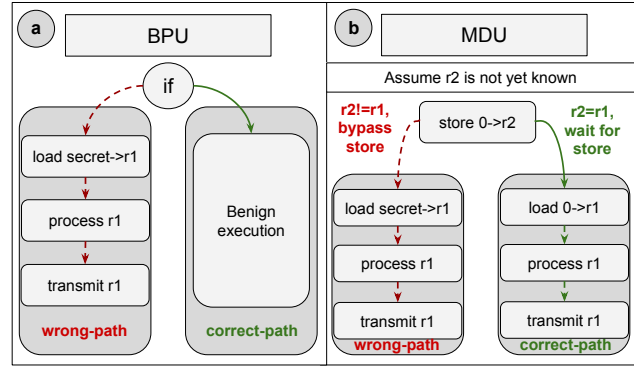 a
BPU
if
load secret->r1
process r1
transmit r1
wrong-path
Benign
execution
correct-path
b
MDU
Assume r2 is not yet known
r2!=r1,
bypass
store
store 0->r2
r2=r1,
wait for
store
load secret->r1
process r1
transmit r1
wrong-path
load 0->r1
process r1
transmit r1
correct-path